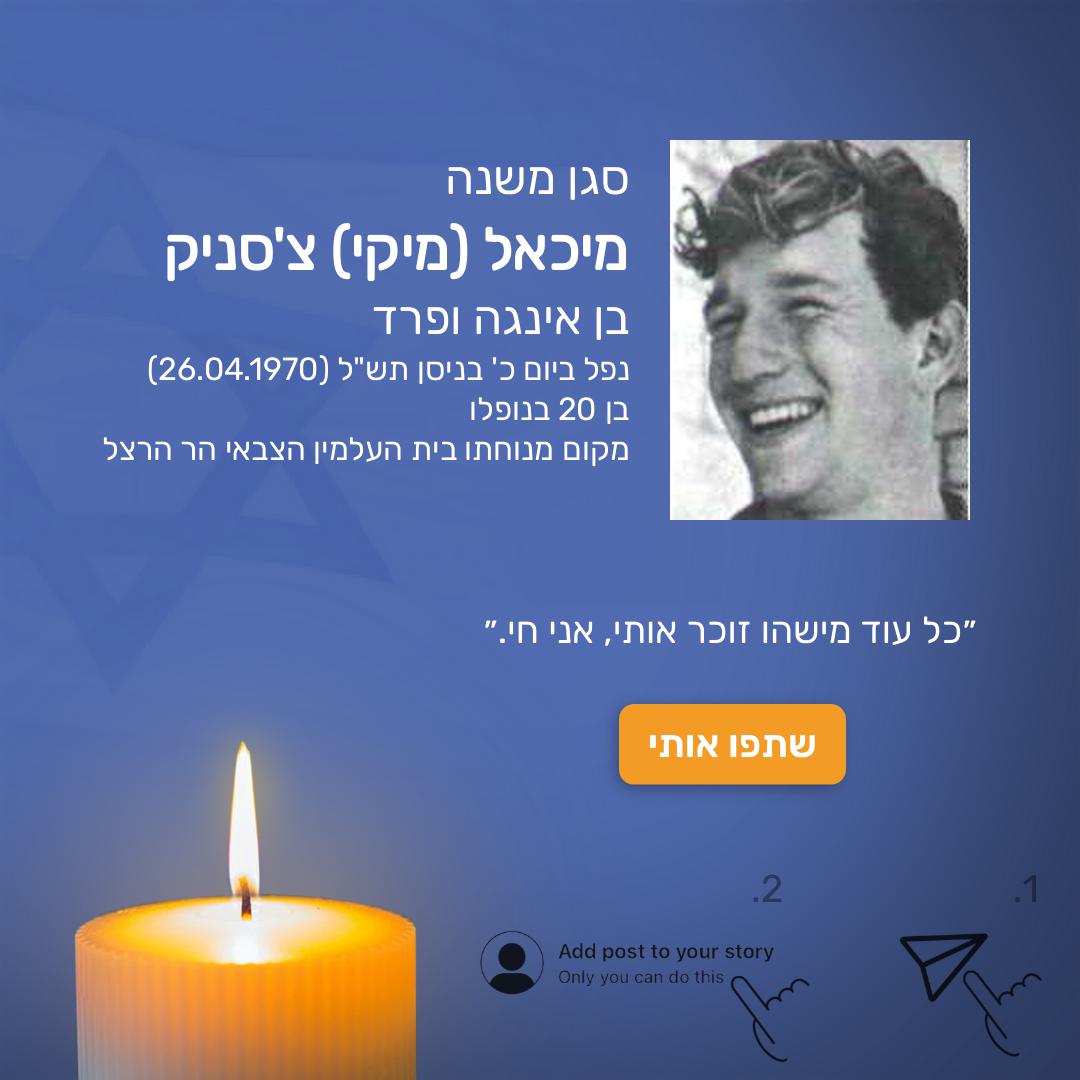 סגן משנה
מיכאל (מיקי) צ'סניק
בן אינגה ופרד
נפל ביום כ' בניסן תש"ל (26.04.1970)
בן 20 בנופלו
מקום מנוחתו בית העלמין הצבאי הר הרצל
״כל עוד מישהו זוכר אותי, אני חי.״
שתפו אותי
1.
2.
Add post to your story
Only you can do this